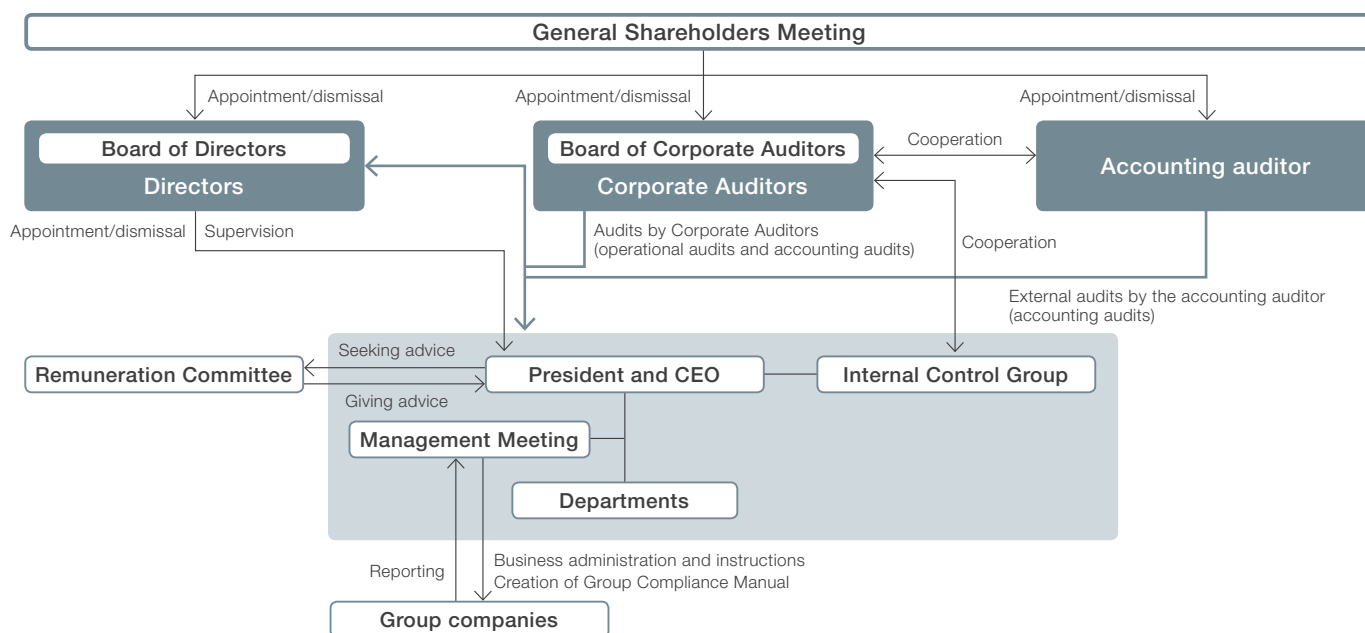 General Shareholders Meeting
Appointment/dismissal
Appointment/dismissal
Appointment/dismissal
Board of Directors
Directors
Board of Corporate Auditors
Corporate Auditors
Cooperation
Accounting auditor
Appointment/dismissal
Supervision
Audits by Corporate Auditors
(operational audits and accounting audits)
Cooperation
External audits by the accounting auditor
(accounting audits)
Seeking advice
Remuneration Committee
President and CEO
Internal Control Group
Giving advice
Management Meeting
Departments
Reporting
Business administration and instructions
Creation of Group Compliance Manual
Group companies